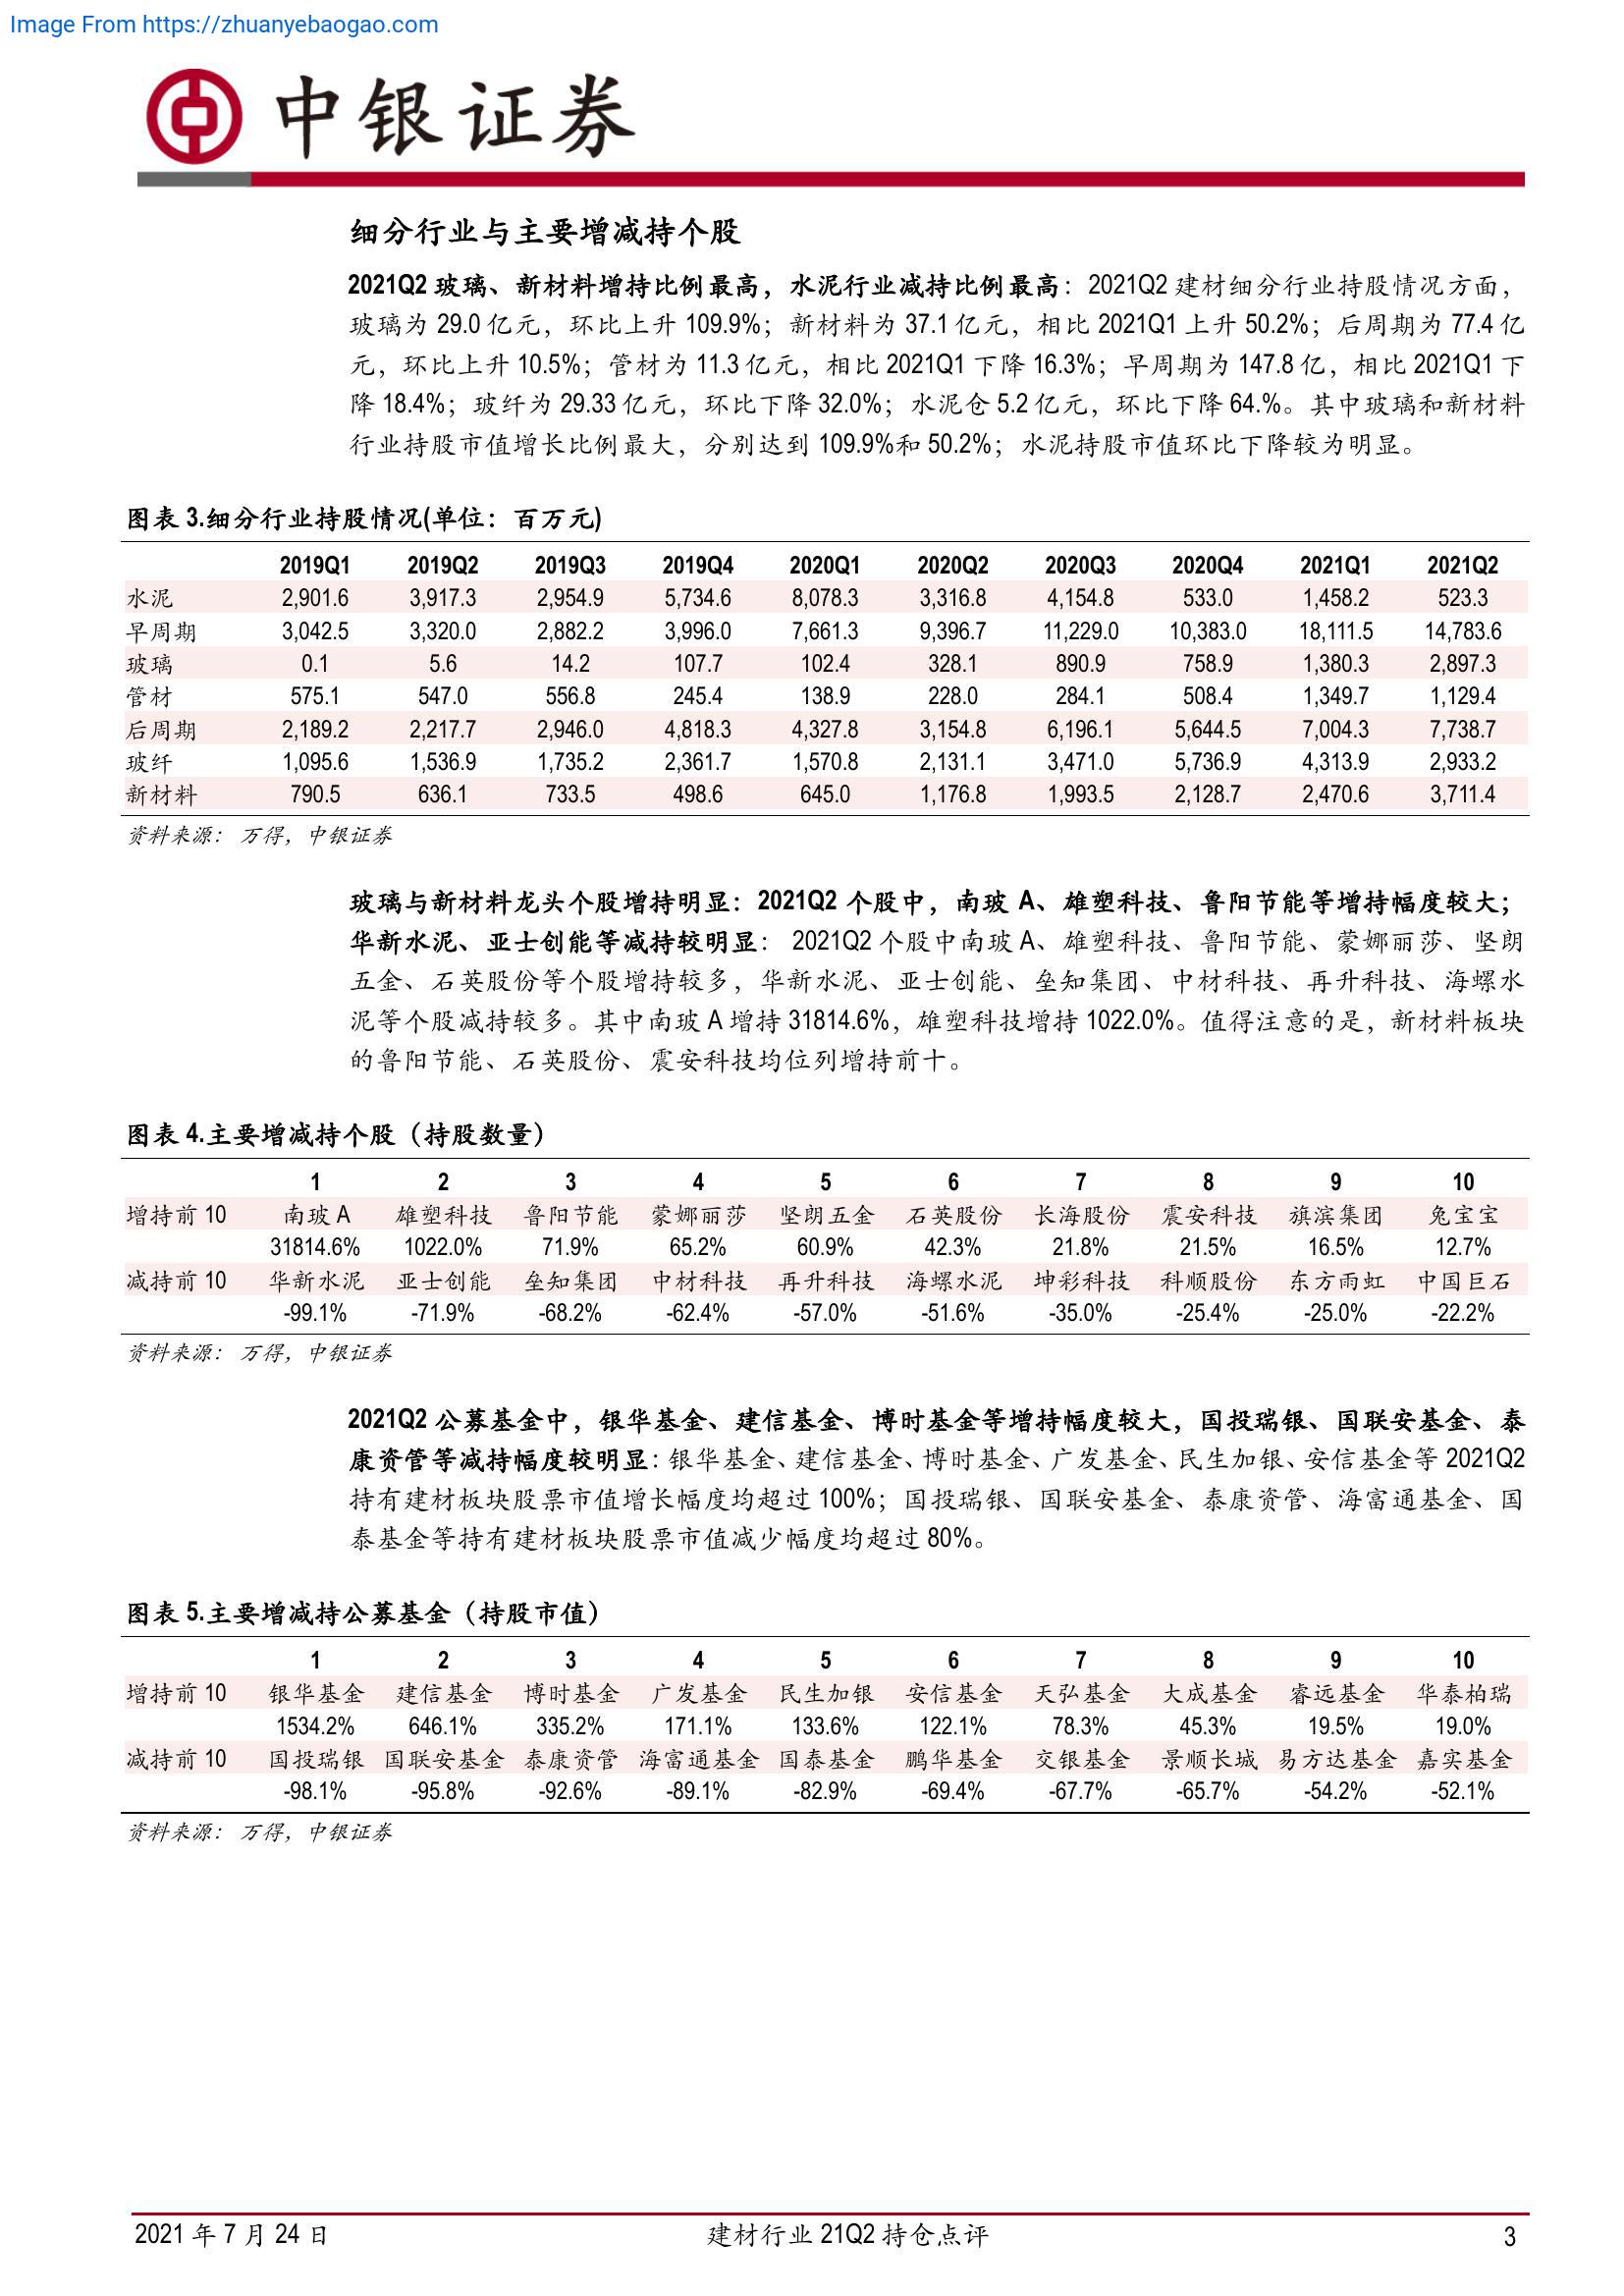 Image From https://zhuanyebaogao.com
中银证券
细分行业与主要增减持个股
2021Q2 玻璃、新材料增持比例最高，水泥行业减持比例最高：2021Q2 建材细分行业持股情况方面，
玻璃为 29.0 亿元，环比上升 109.9%；新材料为 37.1 亿元，相比 2021Q1 上升 50.2%；后周期为 77.4 亿
元，环比上升 10.5%；管材为 11.3 亿元，相比 2021Q1 下降 16.3%；早周期为 147.8 亿，相比 2021Q1 下
降 18.4%；玻纤为 29.33 亿元，环比下降 32.0%；水泥仓 5.2 亿元，环比下降 64.%。其中玻璃和新材料
行业持股市值增长比例最大，分别达到 109.9%和 50.2%；水泥持股市值环比下降较为明显。
图表 3.细分行业持股情况(单位：百万元)
2019Q1 2019Q2 2019Q3 2019Q4 2020Q1 2020Q2 2020Q3 2020Q4 2021Q1 2021Q2
水泥 2,901.6 3,917.3 2,954.9 5,734.6 8,078.3 3,316.8 4,154.8 533.0 1,458.2 523.3
早周期 3,042.5 3,320.0 2,882.2 3,996.0 7,661.3 9,396.7 11,229.0 10,383.0 18,111.5 14,783.6
玻璃 0.1 5.6 14.2 107.7 102.4 328.1 890.9 758.9 1,380.3 2,897.3
管材 575.1 547.0 556.8 245.4 138.9 228.0 284.1 508.4 1,349.7 1,129.4
后周期 2,189.2 2,217.7 2,946.0 4,818.3 4,327.8 3,154.8 6,196.1 5,644.5 7,004.3 7,738.7
玻纤 1,095.6 1,536.9 1,735.2 2,361.7 1,570.8 2,131.1 3,471.0 5,736.9 4,313.9 2,933.2
新材料 790.5 636.1 733.5 498.6 645.0 1,176.8 1,993.5 2,128.7 2,470.6 3,711.4
资料来源：万得，中银证券
玻璃与新材料龙头个股增持明显：2021Q2 个股中，南玻 A、雄塑科技、鲁阳节能等增持幅度较大；
华新水泥、亚士创能等减持较明显： 2021Q2 个股中南玻 A、雄塑科技、鲁阳节能、蒙娜丽莎、坚朗
五金、石英股份等个股增持较多，华新水泥、亚士创能、垒知集团、中材科技、再升科技、海螺水
泥等个股减持较多。其中南玻 A 增持 31814.6%，雄塑科技增持 1022.0%。值得注意的是，新材料板块
的鲁阳节能、石英股份、震安科技均位列增持前十。
图表 4.主要增减持个股（持股数量）
1 2 3 4 5 6 7 8 9 10
增持前 10 南玻 A 雄塑科技 鲁阳节能 蒙娜丽莎 坚朗五金 石英股份 长海股份 震安科技 旗滨集团 兔宝宝
31814.6% 1022.0% 71.9% 65.2% 60.9% 42.3% 21.8% 21.5% 16.5% 12.7%
减持前 10 华新水泥 亚士创能 垒知集团 中材科技 再升科技 海螺水泥 坤彩科技 科顺股份 东方雨虹 中国巨石
-99.1% -71.9% -68.2% -62.4% -57.0% -51.6% -35.0% -25.4% -25.0% -22.2%
资料来源：万得，中银证券
2021Q2 公募基金中，银华基金、建信基金、博时基金等增持幅度较大，国投瑞银、国联安基金、泰
康资管等减持幅度较明显：银华基金、建信基金、博时基金、广发基金、民生加银、安信基金等 2021Q2
持有建材板块股票市值增长幅度均超过 100%；国投瑞银、国联安基金、泰康资管、海富通基金、国
泰基金等持有建材板块股票市值减少幅度均超过 80%。
图表 5.主要增减持公募基金（持股市值）
1 2 3 4 5 6 7 8 9 10
增持前 10 银华基金 建信基金 博时基金 广发基金 民生加银 安信基金 天弘基金 大成基金 睿远基金 华泰柏瑞
1534.2% 646.1% 335.2% 171.1% 133.6% 122.1% 78.3% 45.3% 19.5% 19.0%
减持前 10 国投瑞银 国联安基金 泰康资管 海富通基金 国泰基金 鹏华基金 交银基金 景顺长城 易方达基金 嘉实基金
-98.1% -95.8% -92.6% -89.1% -82.9% -69.4% -67.7% -65.7% -54.2% -52.1%
资料来源：万得，中银证券
2021 年 7 月 24 日 建材行业 21Q2 持仓点评 3